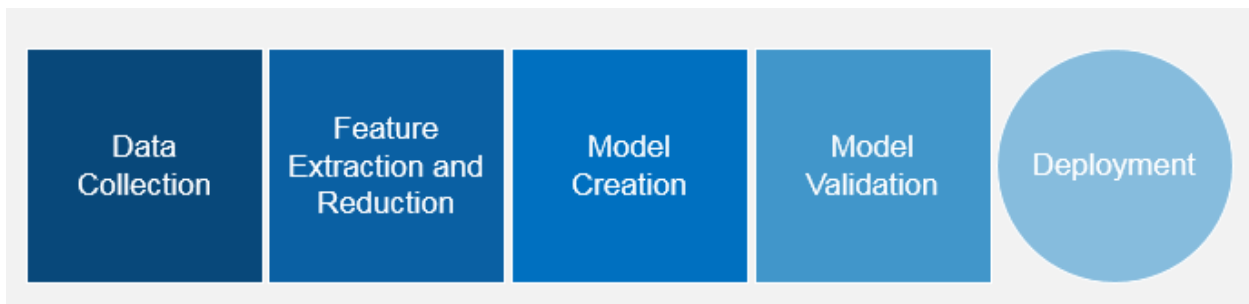 Data
Collection
Feature
Extraction and
Reduction
Model
Creation
Model
Validation
Deployment